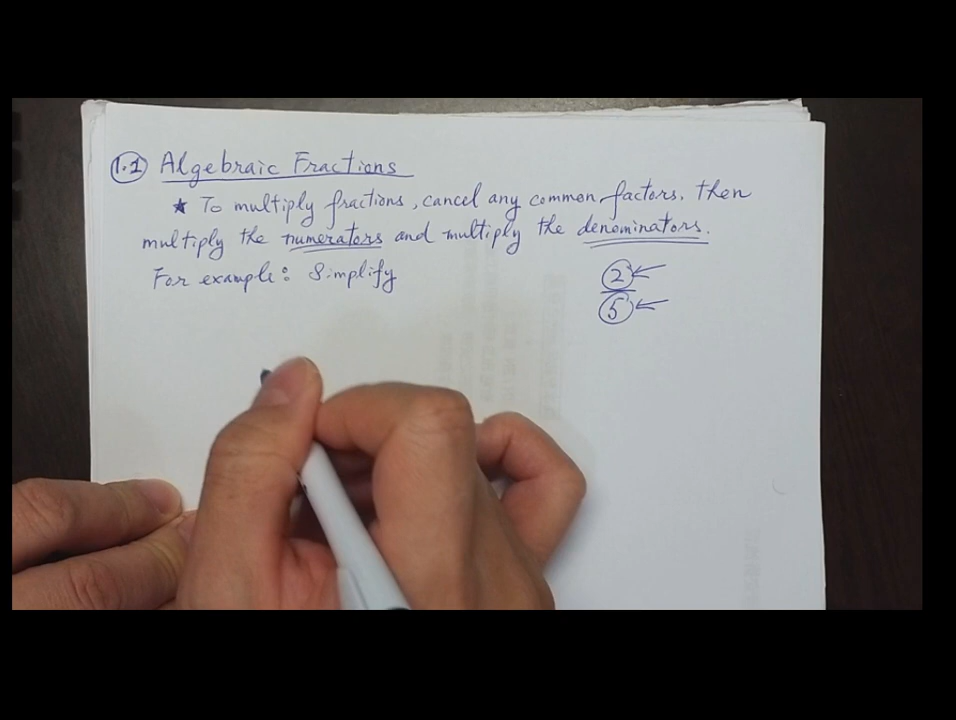 1.1 Algebraic Fractions
★ To multiply fractions, cancel any common factors. then
multiply the numerators and multiply the denominators.
For example: Simplify
2
5